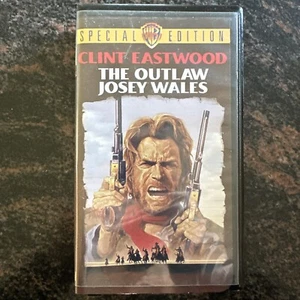 SPECIAL EDITION
CLINT EASTWOOD
THE OUTLAW
JOSEY WALES